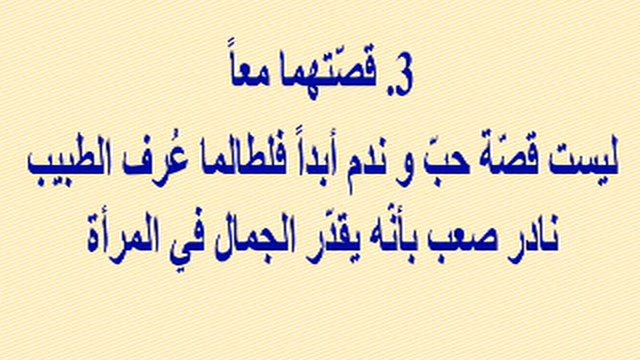 3. قصّتهما معاً
ليست قصّة حبّ و ندم أبداً فلطالما عُرف الطبيب
نادر صعب بأنّه يقدّر الجمال في المرأة